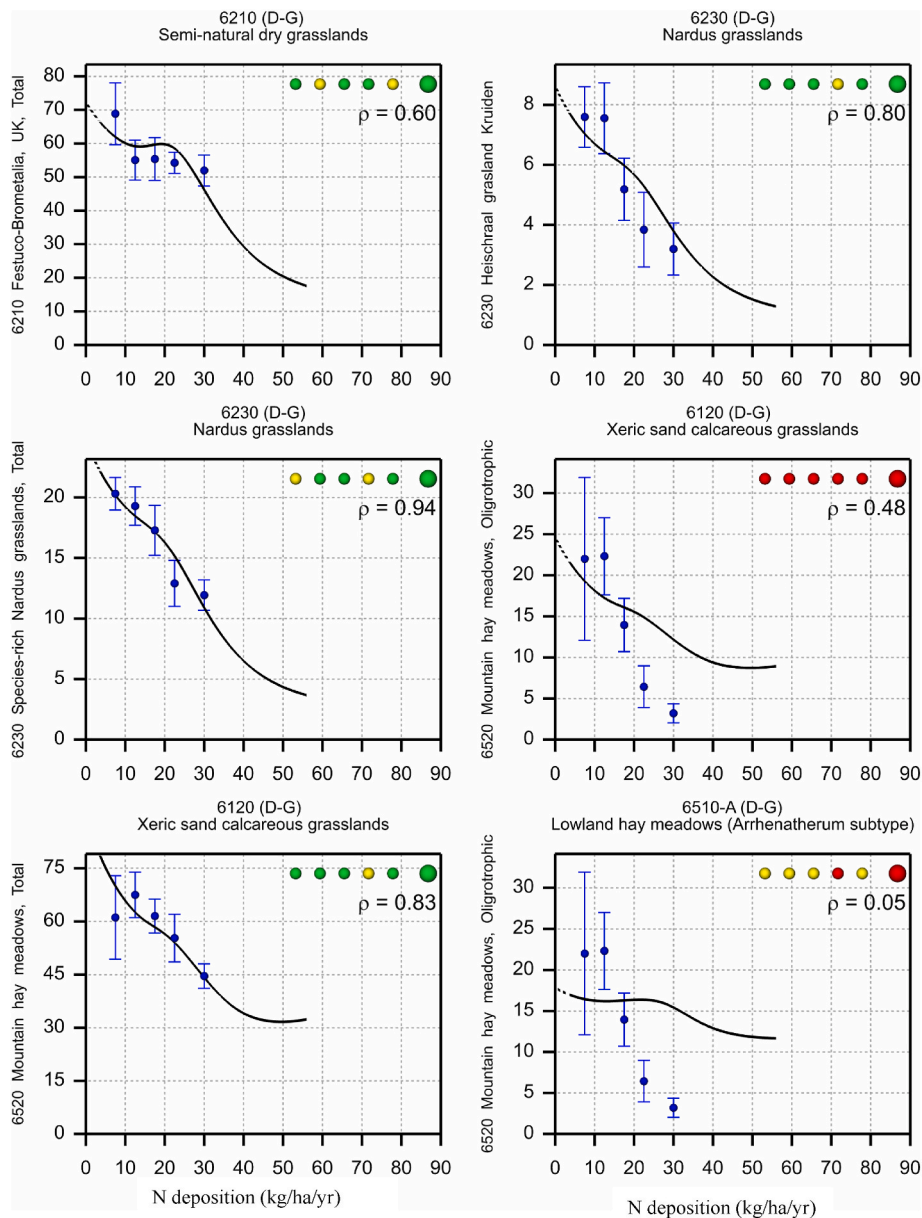 6210 (D-G)
Semi-natural dry grasslands
6210 Festuco-Brometalia, UK, Total
80
70
60
50
40
30
20
10
0
ρ = 0.60
0 10 20 30 40 50 60 70 80 90
6230 (D-G)
Nardus grasslands
6230 Heischraal grasland Kruiden
8
6
4
2
0
ρ = 0.80
0 10 20 30 40 50 60 70 80 90
6230 (D-G)
Nardus grasslands
6230 Species-rich Nardus grasslands, Total
20
15
10
5
0
ρ = 0.94
0 10 20 30 40 50 60 70 80 90
6120 (D-G)
Xeric sand calcareous grasslands
6520 Mountain hay meadows, Oligrotrophic
30
25
20
15
10
5
0
ρ = 0.48
0 10 20 30 40 50 60 70 80 90
6120 (D-G)
Xeric sand calcareous grasslands
6520 Mountain hay meadows, Total
75
60
45
30
15
0
ρ = 0.83
0 10 20 30 40 50 60 70 80 90
N deposition (kg/ha/yr)
6510-A (D-G)
Lowland hay meadows (Arrhenatherum subtype)
6520 Mountain hay meadows, Oligrotrophic
30
25
20
15
10
5
0
ρ = 0.05
0 10 20 30 40 50 60 70 80 90
N deposition (kg/ha/yr)